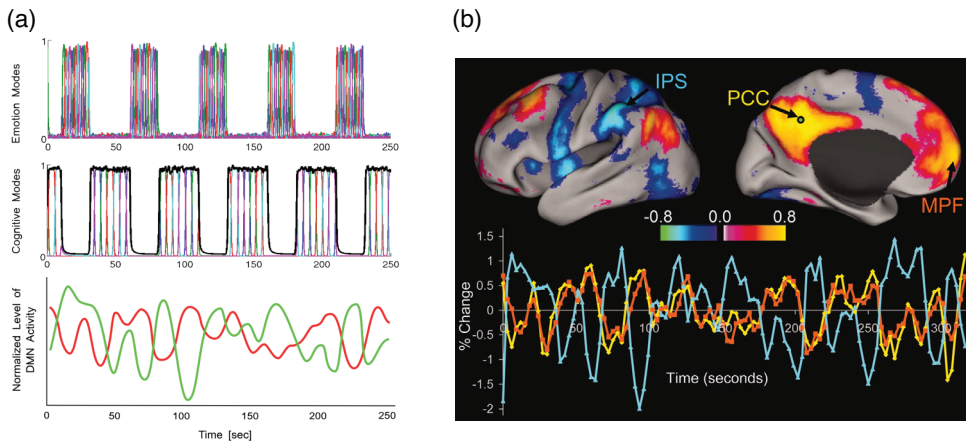 (a)
(b)
Emotion Modes
1
0
0 50 100 150 200 250
Cognitive Modes
1
0
0 50 100 150 200 250
Normalized Level of
DMN Activity
0 50 100 150 200 250
Time [sec]
IPS
PCC
MPF
-0.8 0.0 0.8
% Change
1.5
1
0.5
0
-0.5
-1
-1.5
-2
0 50 100 150 200 250 300
Time (seconds)